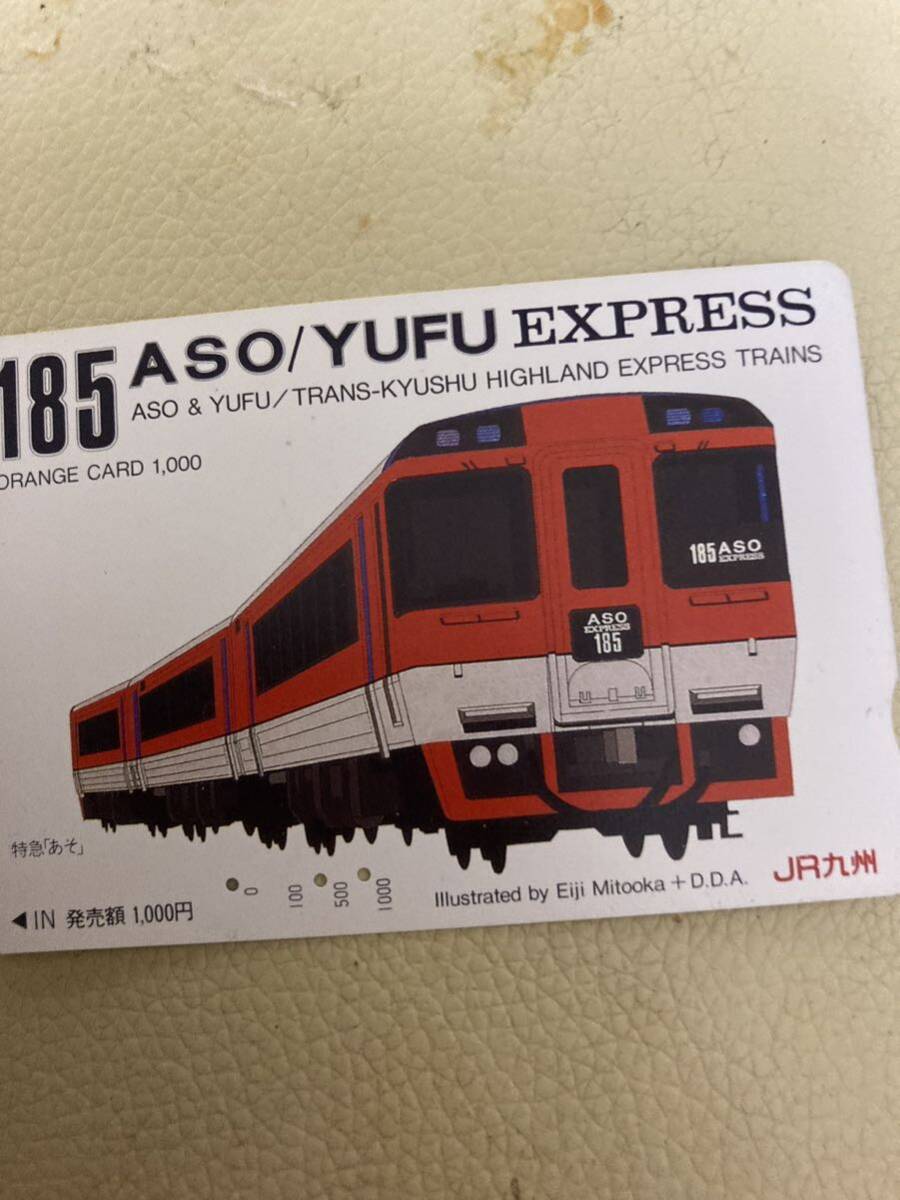 185 ASO/YUFU EXPRESS
ASO & YUFU/TRANS-KYUSHU HIGHLAND EXPRESS TRAINS
ORANGE CARD 1,000
185 ASO EXPRESS
ASO
EXPRESS
185
特急「あそ」
0 100 500 1000
◀IN 発売額 1,000円
Illustrated by Eiji Mitooka + D.D.A.
JR九州